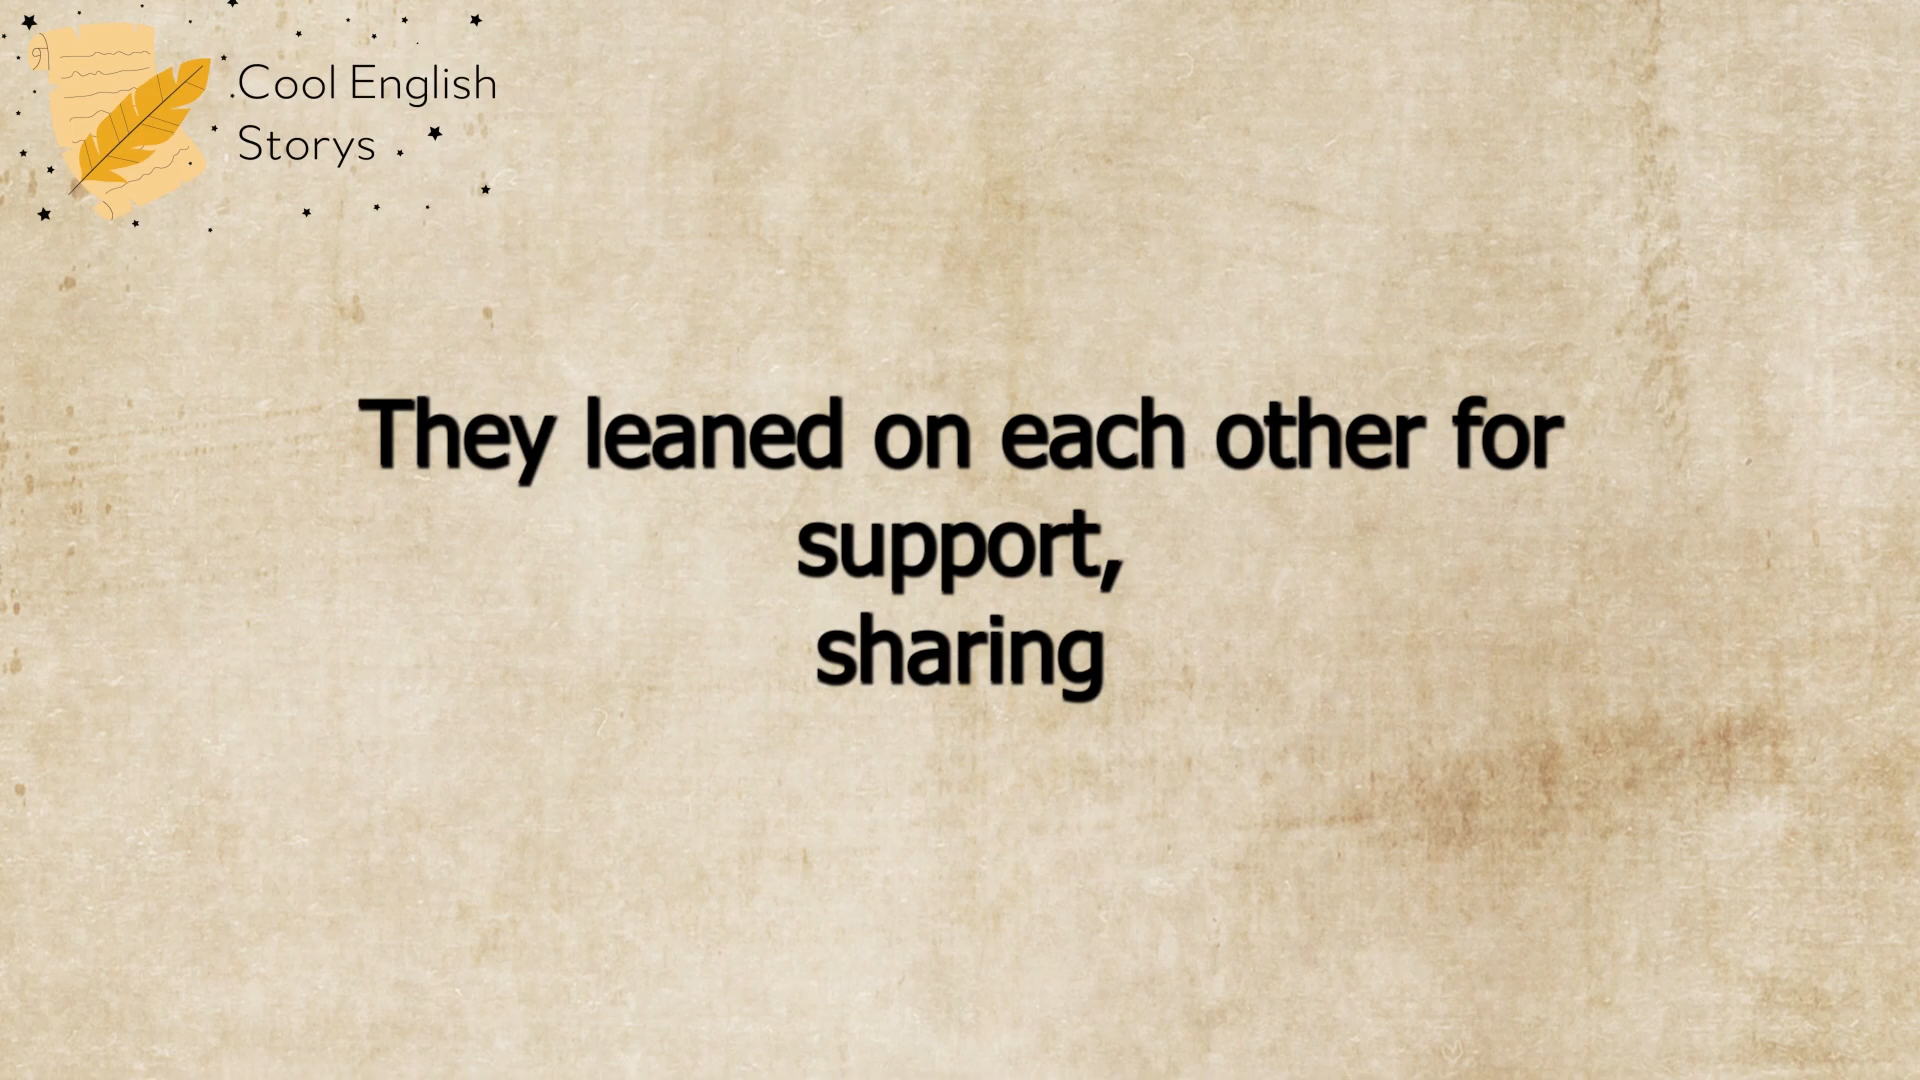 .Cool English
Storys
They leaned on each other for
support,
sharing